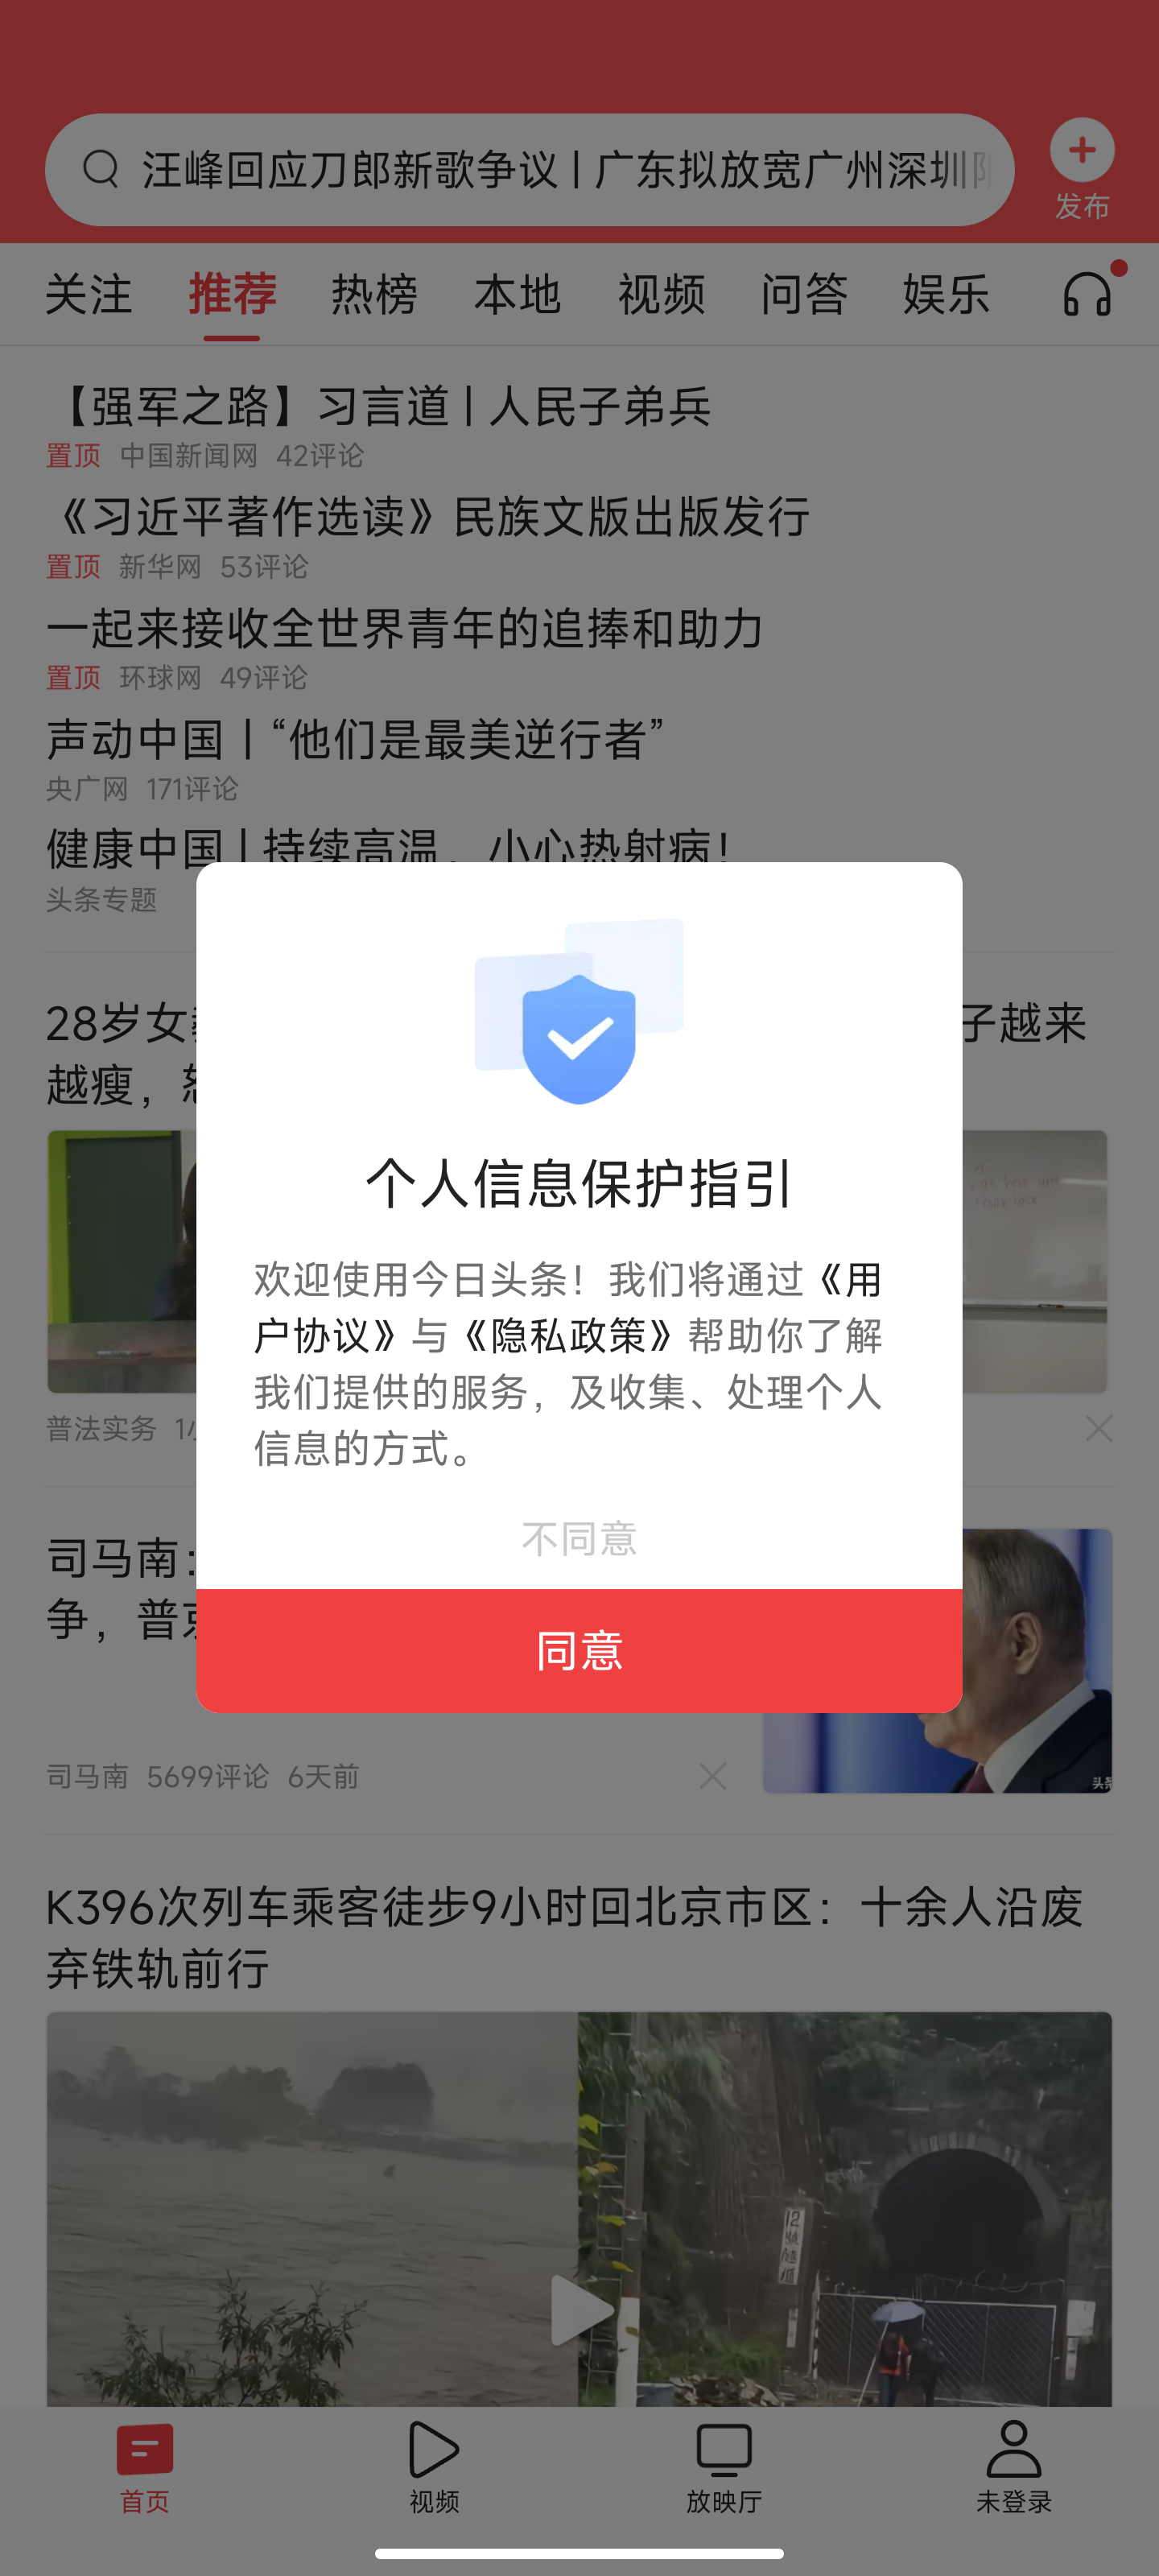 汪峰回应刀郎新歌争议 | 广东拟放宽广州深圳
发布
关注 推荐 热榜 本地 视频 问答 娱乐
【强军之路】习言道 | 人民子弟兵
置顶 中国新闻网 42评论
《习近平著作选读》民族文版出版发行
置顶 新华网 53评论
一起来接收全世界青年的追捧和助力
置顶 环球网 49评论
声动中国丨“他们是最美逆行者”
央广网 171评论
健康中国 | 持续高温，小心热射病！
头条专题
28岁女
子越来
越瘦，
个人信息保护指引
欢迎使用今日头条！我们将通过《用
户协议》与《隐私政策》帮助你了解
我们提供的服务，及收集、处理个人
信息的方式。
不同意
同意
普法实务
司马南：
争，普
司马南 5699评论 6天前
K396次列车乘客徒步9小时回北京市区：十余人沿废
弃铁轨前行
首页 视频 放映厅 未登录